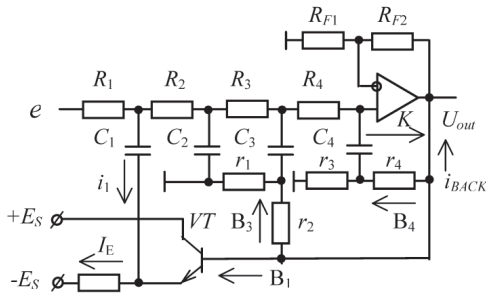 R_F1 R_F2
R_1 R_2 R_3 R_4
e K U_out
C_1 C_2 C_3 C_4
r_1 r_3 r_4
i_1 i_BACK
+E_S VT B_3 r_2 B_4
I_E
-E_S B_1